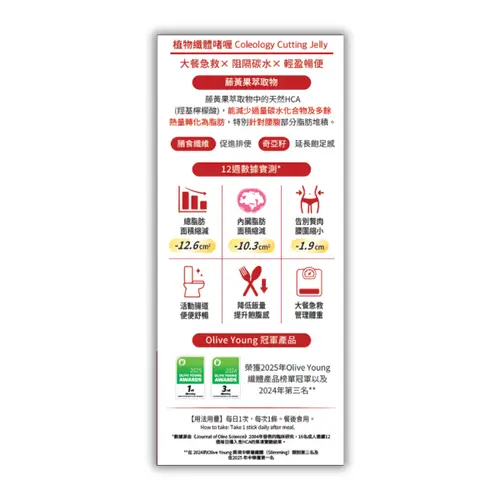 植物纖體啫喱 Coleology Cutting Jelly
大餐急救× 阻隔碳水× 輕盈暢便
藤黃果萃取物
藤黃果萃取物中的天然HCA
(羥基檸檬酸)，能減少過量碳水化合物及多餘
熱量轉化為脂肪，特別針對腰腹部分脂肪堆積。
膳食纖維 促進排便 奇亞籽 延長飽足感
12週數據實測*
總脂肪 內臟脂肪 告別贅肉
面積縮減 面積縮減 腰圍縮小
-12.6cm² -10.3cm² -1.9cm
活動腸道 降低飯量 大餐急救
便便舒暢 提升飽脂感 管理體重
Olive Young 冠軍產品
2025 2024
OLIVE YOUNG OLIVE YOUNG
AWARDS AWARDS
1st 3rd
榮獲2025年Olive Young
纖體產品榜單冠軍以及
2024年第三名**
【用法用量】每日1次，每次1條。餐後食用。
How to take: Take 1 stick daily after meal.